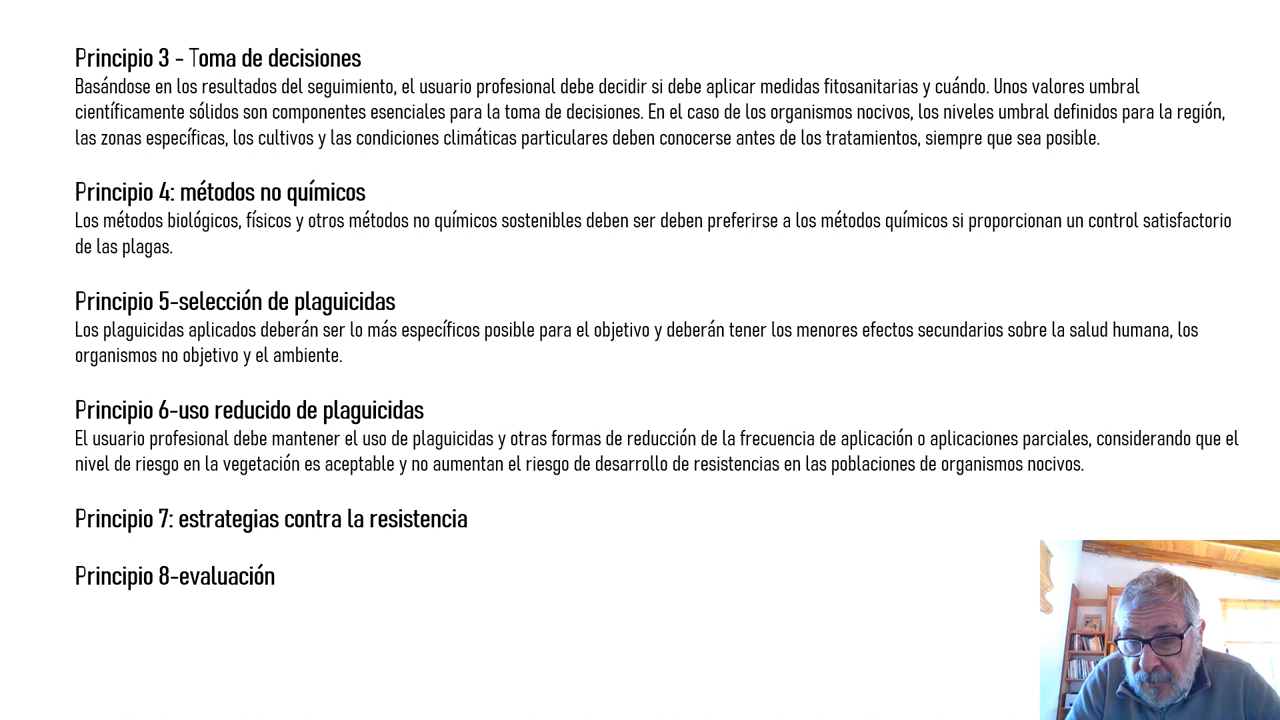 Principio 3 - Toma de decisiones
Basándose en los resultados del seguimiento, el usuario profesional debe decidir si debe aplicar medidas fitosanitarias y cuándo. Unos valores umbral
científicamente sólidos son componentes esenciales para la toma de decisiones. En el caso de los organismos nocivos, los niveles umbral definidos para la región,
las zonas específicas, los cultivos y las condiciones climáticas particulares deben conocerse antes de los tratamientos, siempre que sea posible.
Principio 4: métodos no químicos
Los métodos biológicos, físicos y otros métodos no químicos sostenibles deben ser deben preferirse a los métodos químicos si proporcionan un control satisfactorio
de las plagas.
Principio 5-selección de plaguicidas
Los plaguicidas aplicados deberán ser lo más específicos posible para el objetivo y deberán tener los menores efectos secundarios sobre la salud humana, los
organismos no objetivo y el ambiente.
Principio 6-uso reducido de plaguicidas
El usuario profesional debe mantener el uso de plaguicidas y otras formas de reducción de la frecuencia de aplicación o aplicaciones parciales, considerando que el
nivel de riesgo en la vegetación es aceptable y no aumentan el riesgo de desarrollo de resistencias en las poblaciones de organismos nocivos.
Principio 7: estrategias contra la resistencia
Principio 8-evaluación